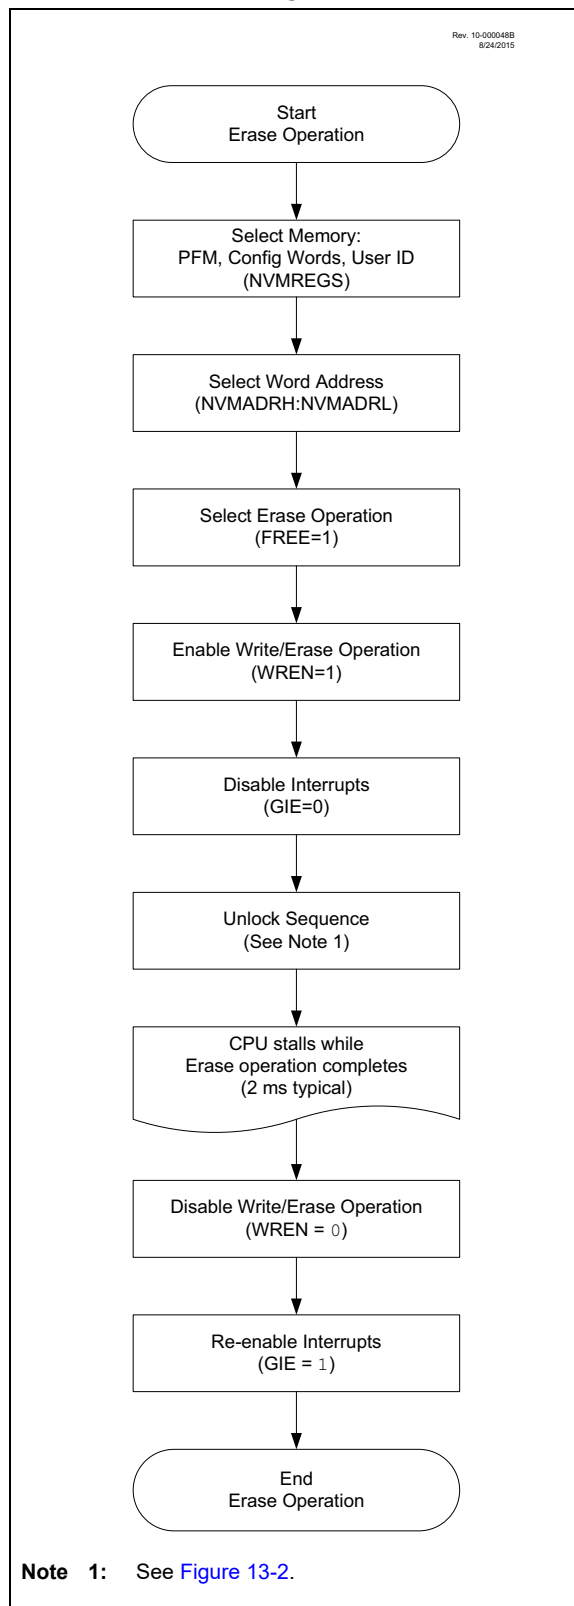 Rev. 10-000048B
8/24/2015
Start
Erase Operation
Select Memory:
PFM, Config Words, User ID
(NVMREGS)
Select Word Address
(NVMADRH:NVMADRL)
Select Erase Operation
(FREE=1)
Enable Write/Erase Operation
(WREN=1)
Disable Interrupts
(GIE=0)
Unlock Sequence
(See Note 1)
CPU stalls while
Erase operation completes
(2 ms typical)
Disable Write/Erase Operation
(WREN = 0)
Re-enable Interrupts
(GIE = 1)
End
Erase Operation
Note 1: See Figure 13-2.